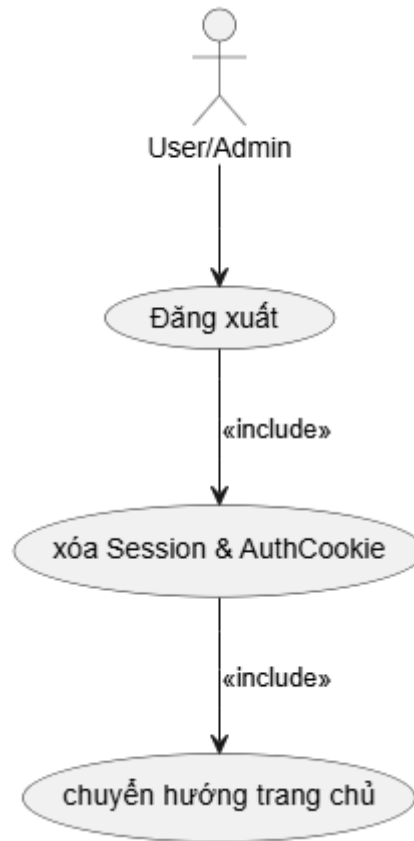 User/Admin
Đăng xuất
«include»
xóa Session & AuthCookie
«include»
chuyển hướng trang chủ